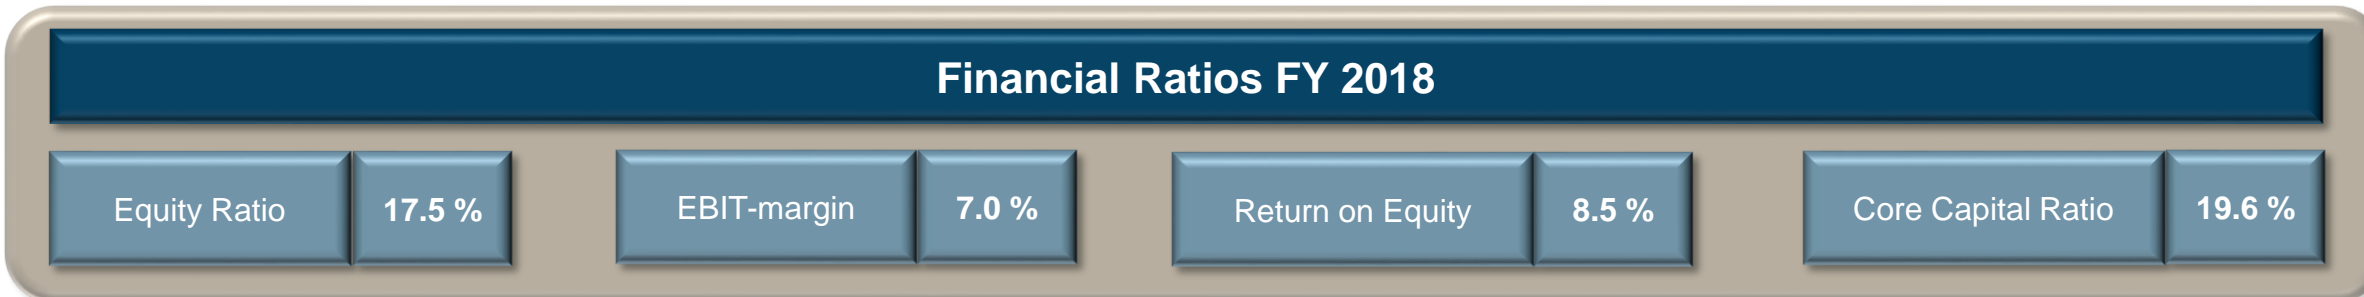 Financial Ratios FY 2018
Equity Ratio 17.5 % EBIT-margin 7.0 % Return on Equity 8.5 % Core Capital Ratio 19.6 %